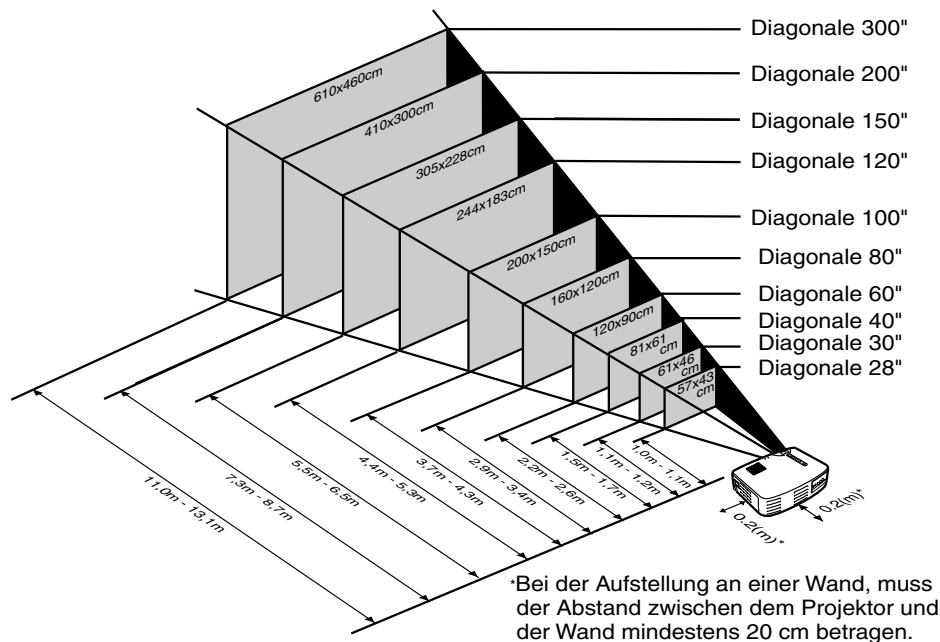 Diagonale 300"
Diagonale 200"
Diagonale 150"
Diagonale 120"
Diagonale 100"
Diagonale 80"
Diagonale 60"
Diagonale 40"
Diagonale 30"
Diagonale 28"
610x460cm
410x300cm
305x228cm
244x183cm
200x150cm
160x120cm
120x90cm
81x61
cm
61x46
cm
57x43
cm
11,0m - 13,1m
7,3m - 8,7m
5,5m - 6,5m
4,4m - 5,3m
3,7m - 4,3m
2,9m - 3,4m
2,2m - 2,6m
1,5m - 1,7m
1,1m - 1,2m
1,0m - 1,1m
0.2(m)*
0.2(m)*
*Bei der Aufstellung an einer Wand, muss
der Abstand zwischen dem Projektor und
der Wand mindestens 20 cm betragen.